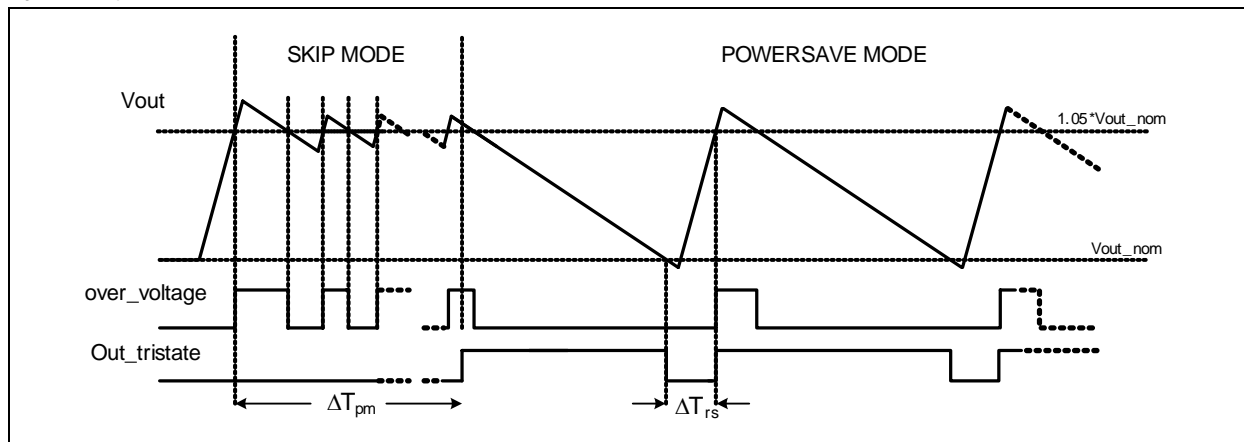 SKIP MODE
POWERSAVE MODE
Vout
1.05*Vout_nom
Vout_nom
over_voltage
Out_tristate
ΔTpm
ΔTrs